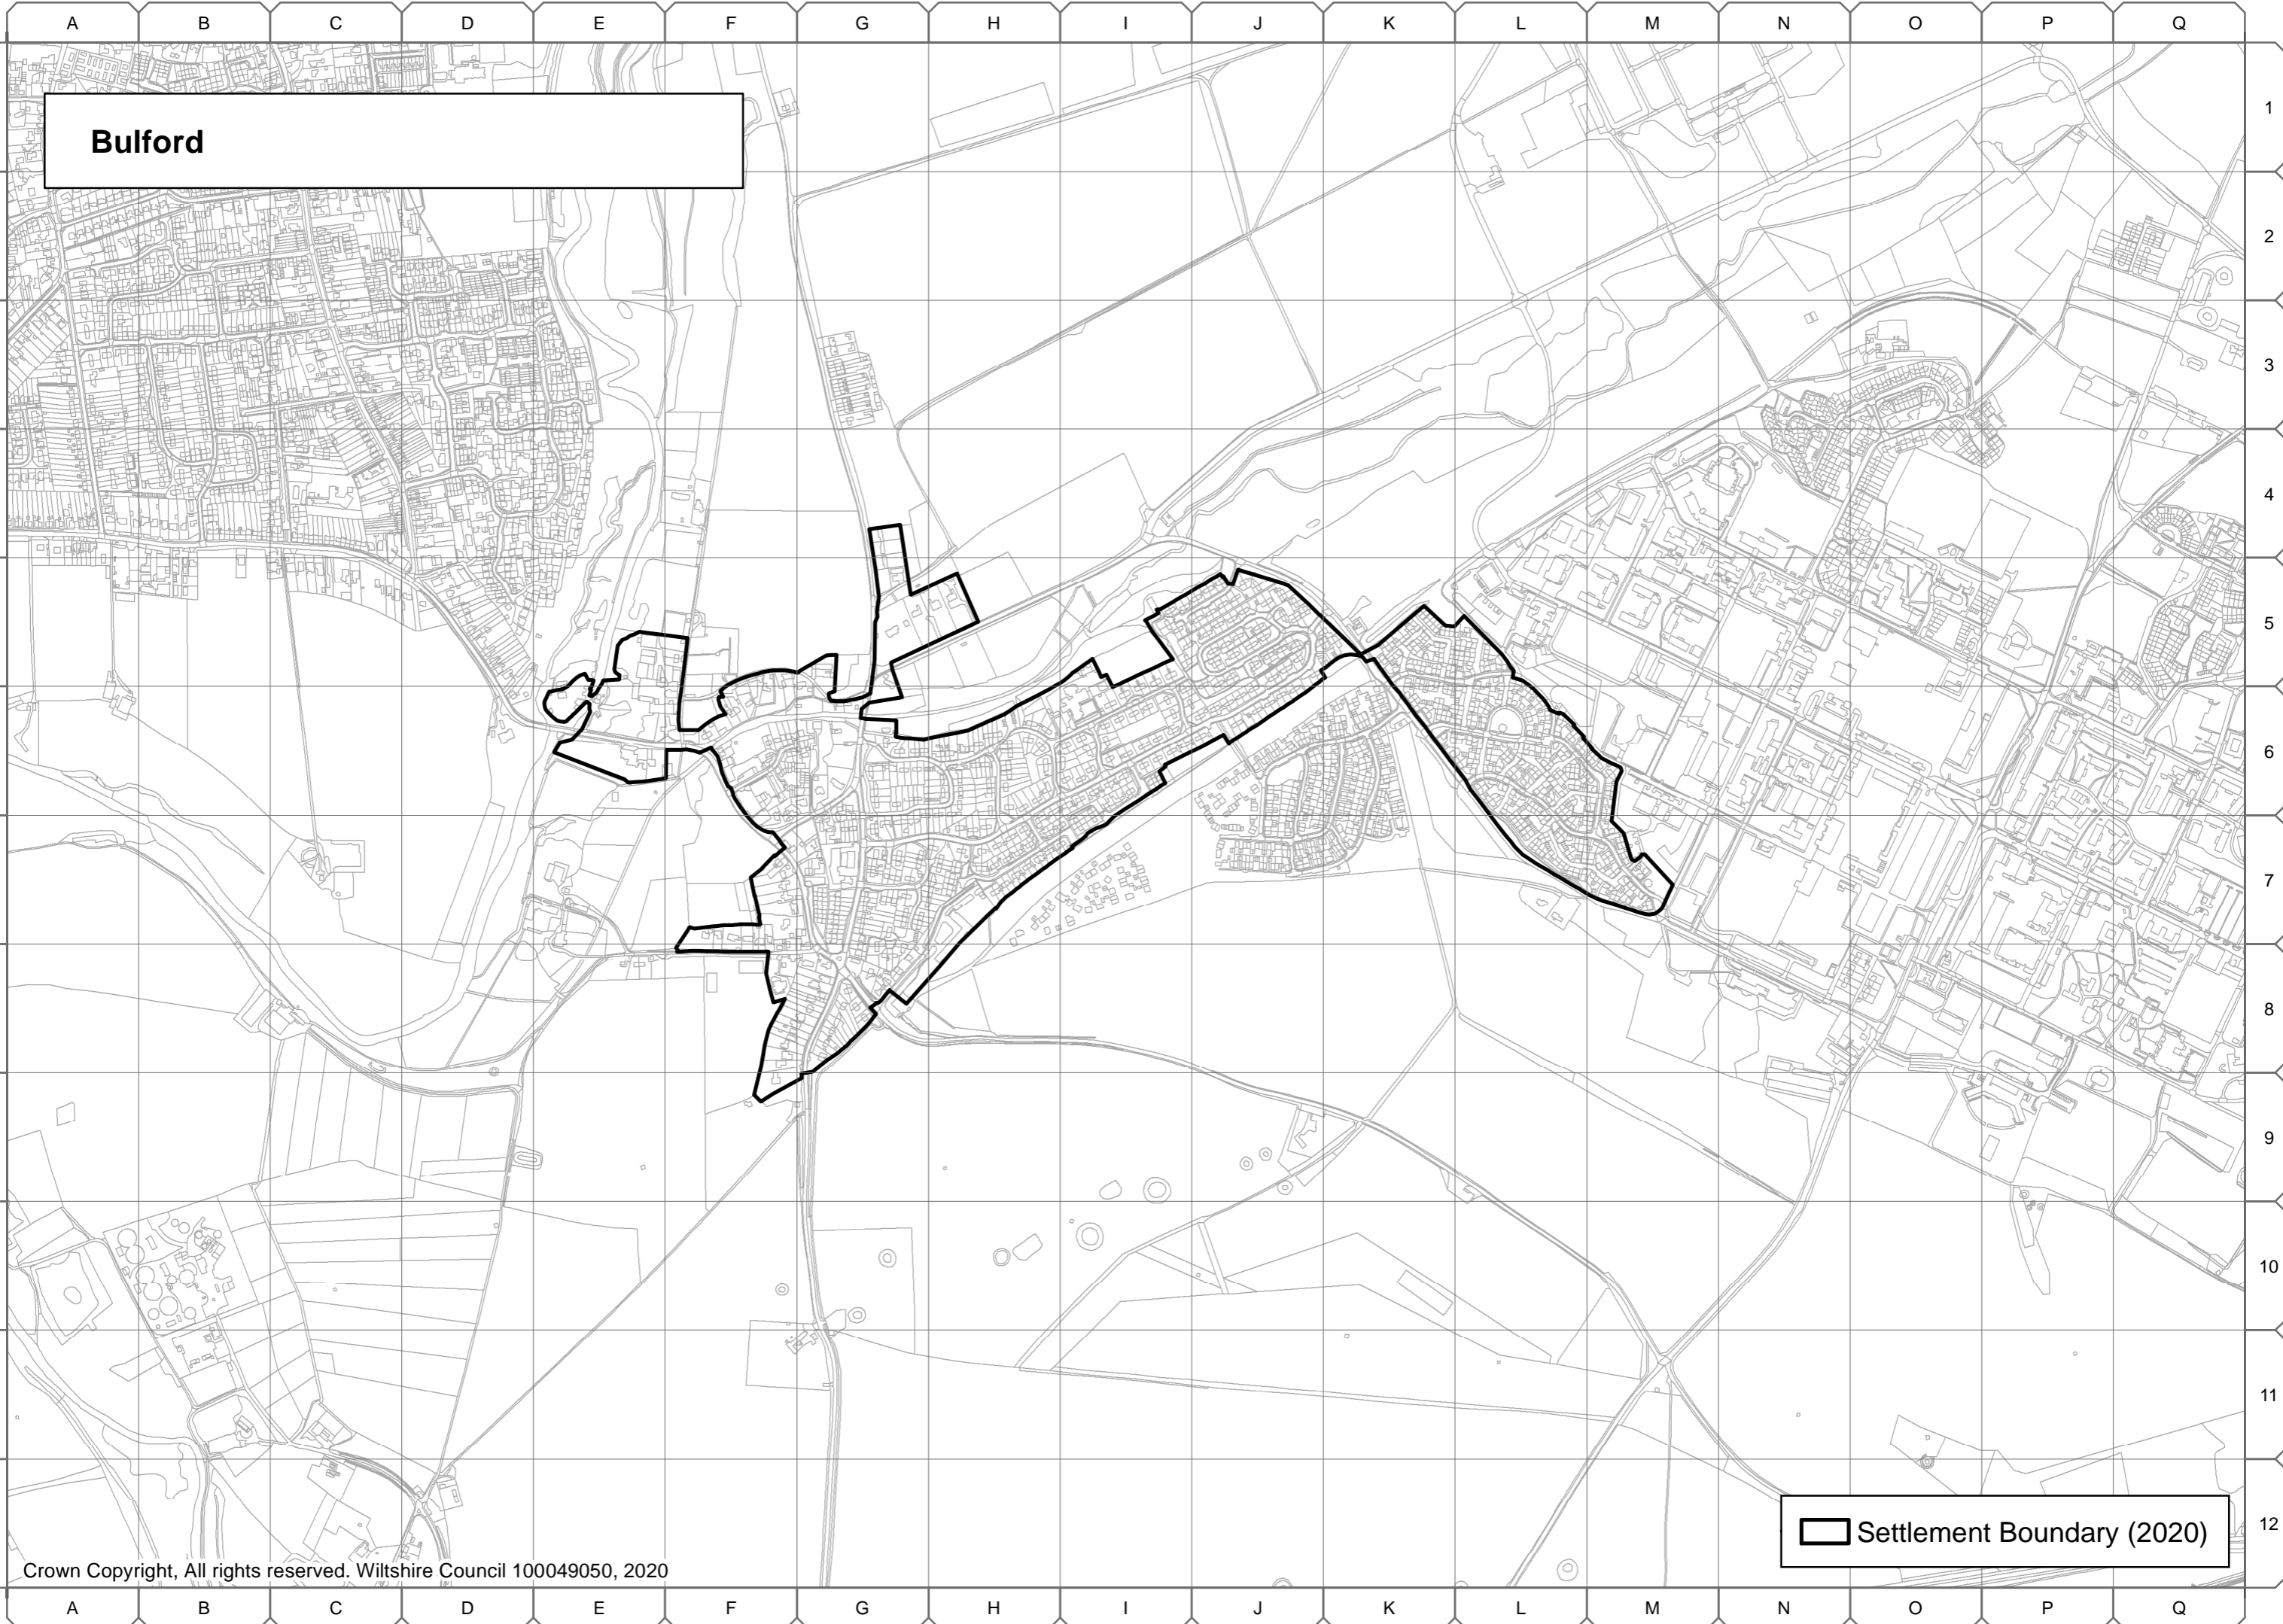 A B C D E F G H I J K L M N O P Q
Bulford
1
2
3
4
5
6
7
8
9
10
11
12
Settlement Boundary (2020)
Crown Copyright, All rights reserved. Wiltshire Council 100049050, 2020
A B C D E F G H I J K L M N O P Q